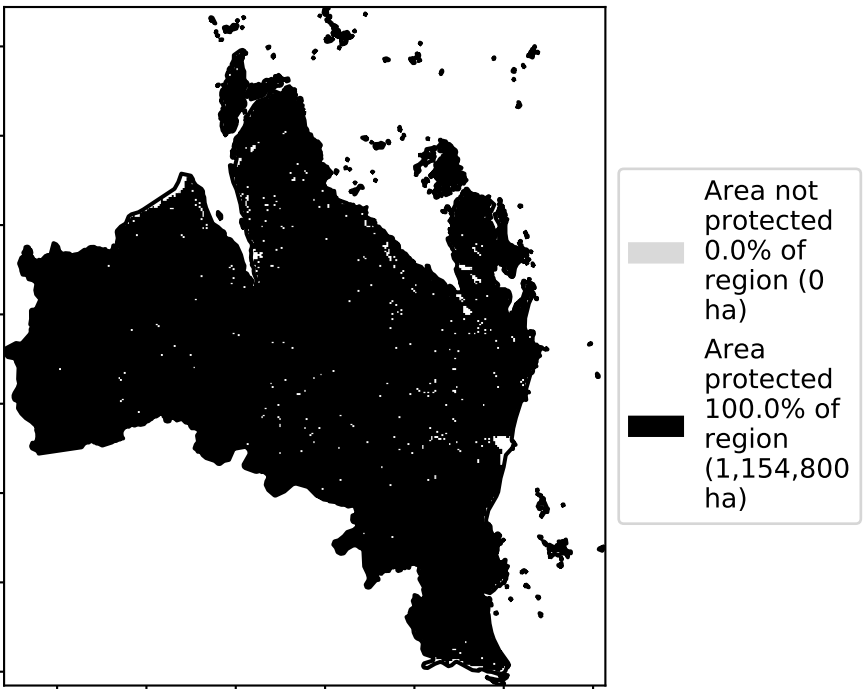 Area not
protected
0.0% of
region (0
ha)
Area
protected
100.0% of
region
(1,154,800
ha)